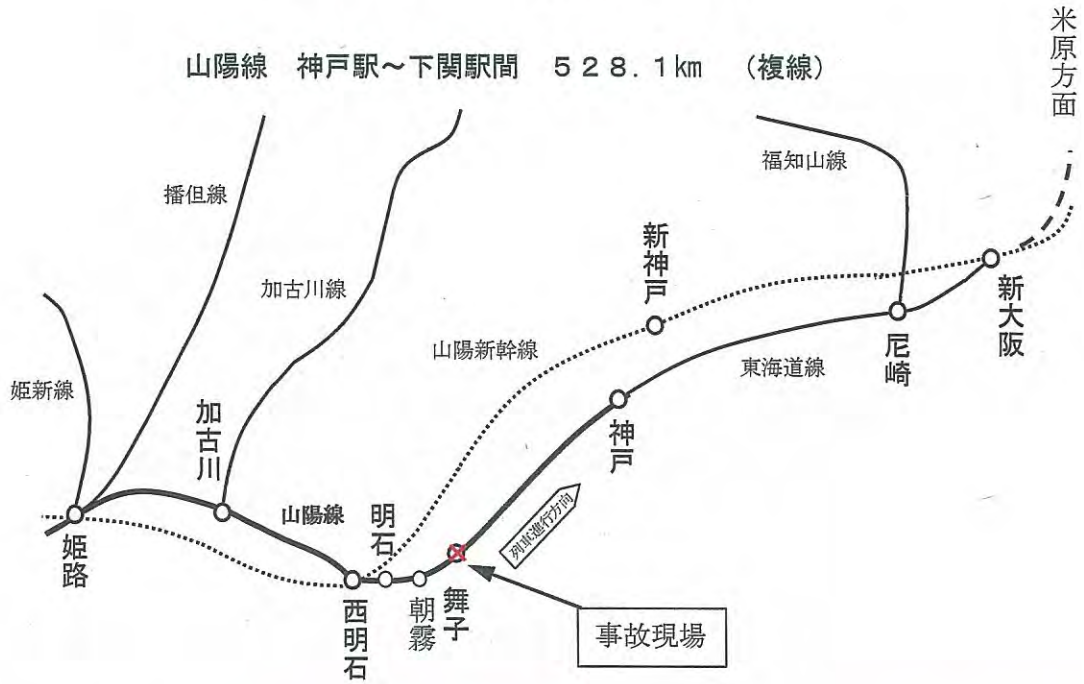 山陽線　神戸駅～下関駅間　５２８.１km　（複線）
米原方面
播但線
福知山線
新神戸
加古川線
新大阪
山陽新幹線
尼崎
姫新線
東海道線
加古川
神戸
山陽線
明石
列車進行方向
姫路
西明石
朝霧
舞子
事故現場